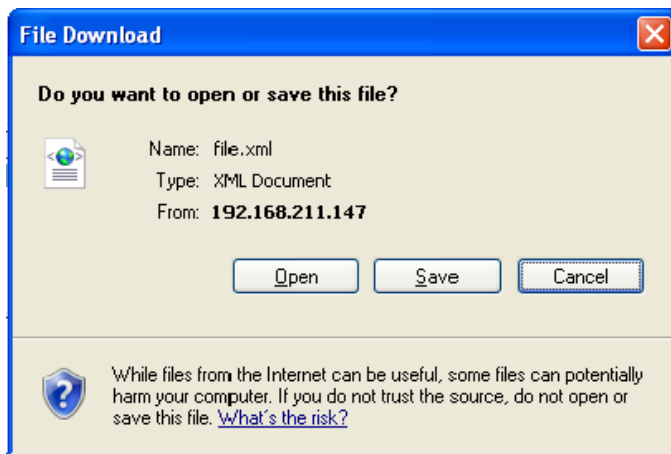 File Download
Do you want to open or save this file?
Name: file.xml
Type: XML Document
From: 192.168.211.147
Open Save Cancel
While files from the Internet can be useful, some files can potentially
harm your computer. If you do not trust the source, do not open or
save this file. What's the risk?